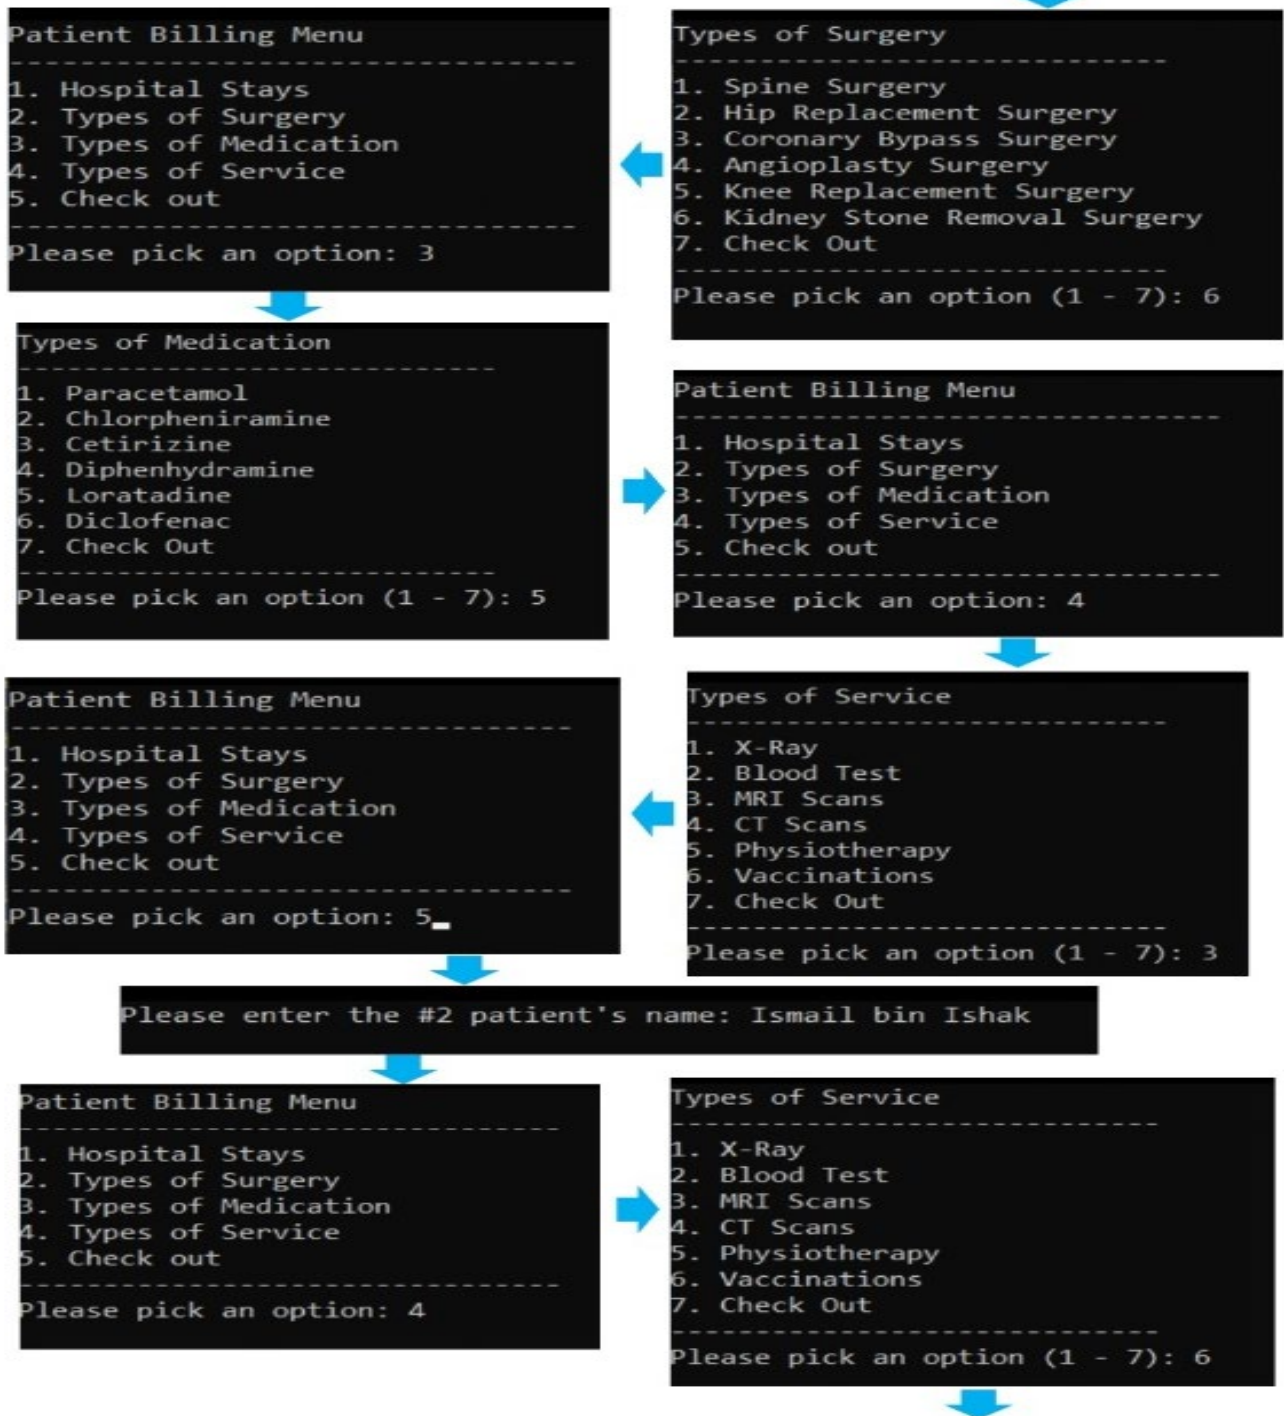 Types of Surgery
-----------------------------
1. Spine Surgery
2. Hip Replacement Surgery
3. Coronary Bypass Surgery
4. Angioplasty Surgery
5. Knee Replacement Surgery
6. Kidney Stone Removal Surgery
7. Check Out
-----------------------------
Please pick an option (1 - 7): 6
Patient Billing Menu
---------------------------------
1. Hospital Stays
2. Types of Surgery
3. Types of Medication
4. Types of Service
5. Check out
---------------------------------
Please pick an option: 3
Types of Medication
-----------------------------
1. Paracetamol
2. Chlorpheniramine
3. Cetirizine
4. Diphenhydramine
5. Loratadine
6. Diclofenac
7. Check Out
-----------------------------
Please pick an option (1 - 7): 5
Patient Billing Menu
---------------------------------
1. Hospital Stays
2. Types of Surgery
3. Types of Medication
4. Types of Service
5. Check out
---------------------------------
Please pick an option: 4
Types of Service
-----------------------------
1. X-Ray
2. Blood Test
3. MRI Scans
4. CT Scans
5. Physiotherapy
6. Vaccinations
7. Check Out
-----------------------------
Please pick an option (1 - 7): 3
Patient Billing Menu
---------------------------------
1. Hospital Stays
2. Types of Surgery
3. Types of Medication
4. Types of Service
5. Check out
---------------------------------
Please pick an option: 5
Please enter the #2 patient's name: Ismail bin Ishak
Patient Billing Menu
---------------------------------
1. Hospital Stays
2. Types of Surgery
3. Types of Medication
4. Types of Service
5. Check out
---------------------------------
Please pick an option: 4
Types of Service
-----------------------------
1. X-Ray
2. Blood Test
3. MRI Scans
4. CT Scans
5. Physiotherapy
6. Vaccinations
7. Check Out
-----------------------------
Please pick an option (1 - 7): 6